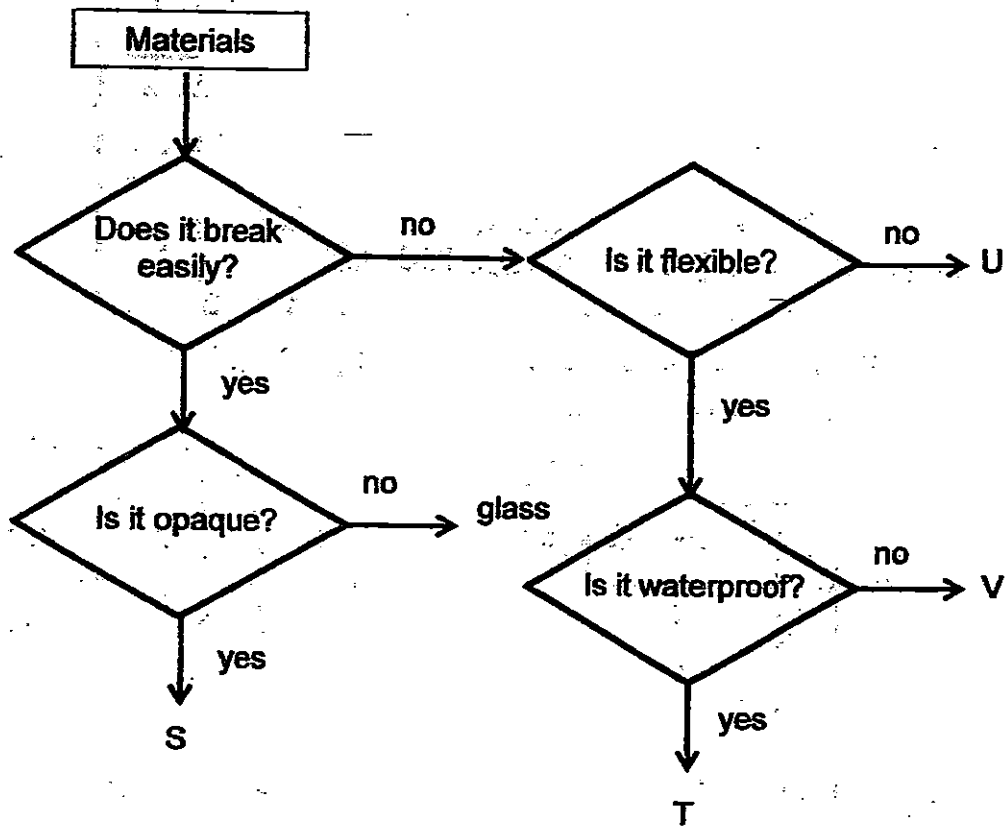 Materials
Does it break
easily?
no
Is it flexible?
no
U
yes
yes
Is it opaque?
no
glass
Is it waterproof?
no
V
yes
S
yes
T